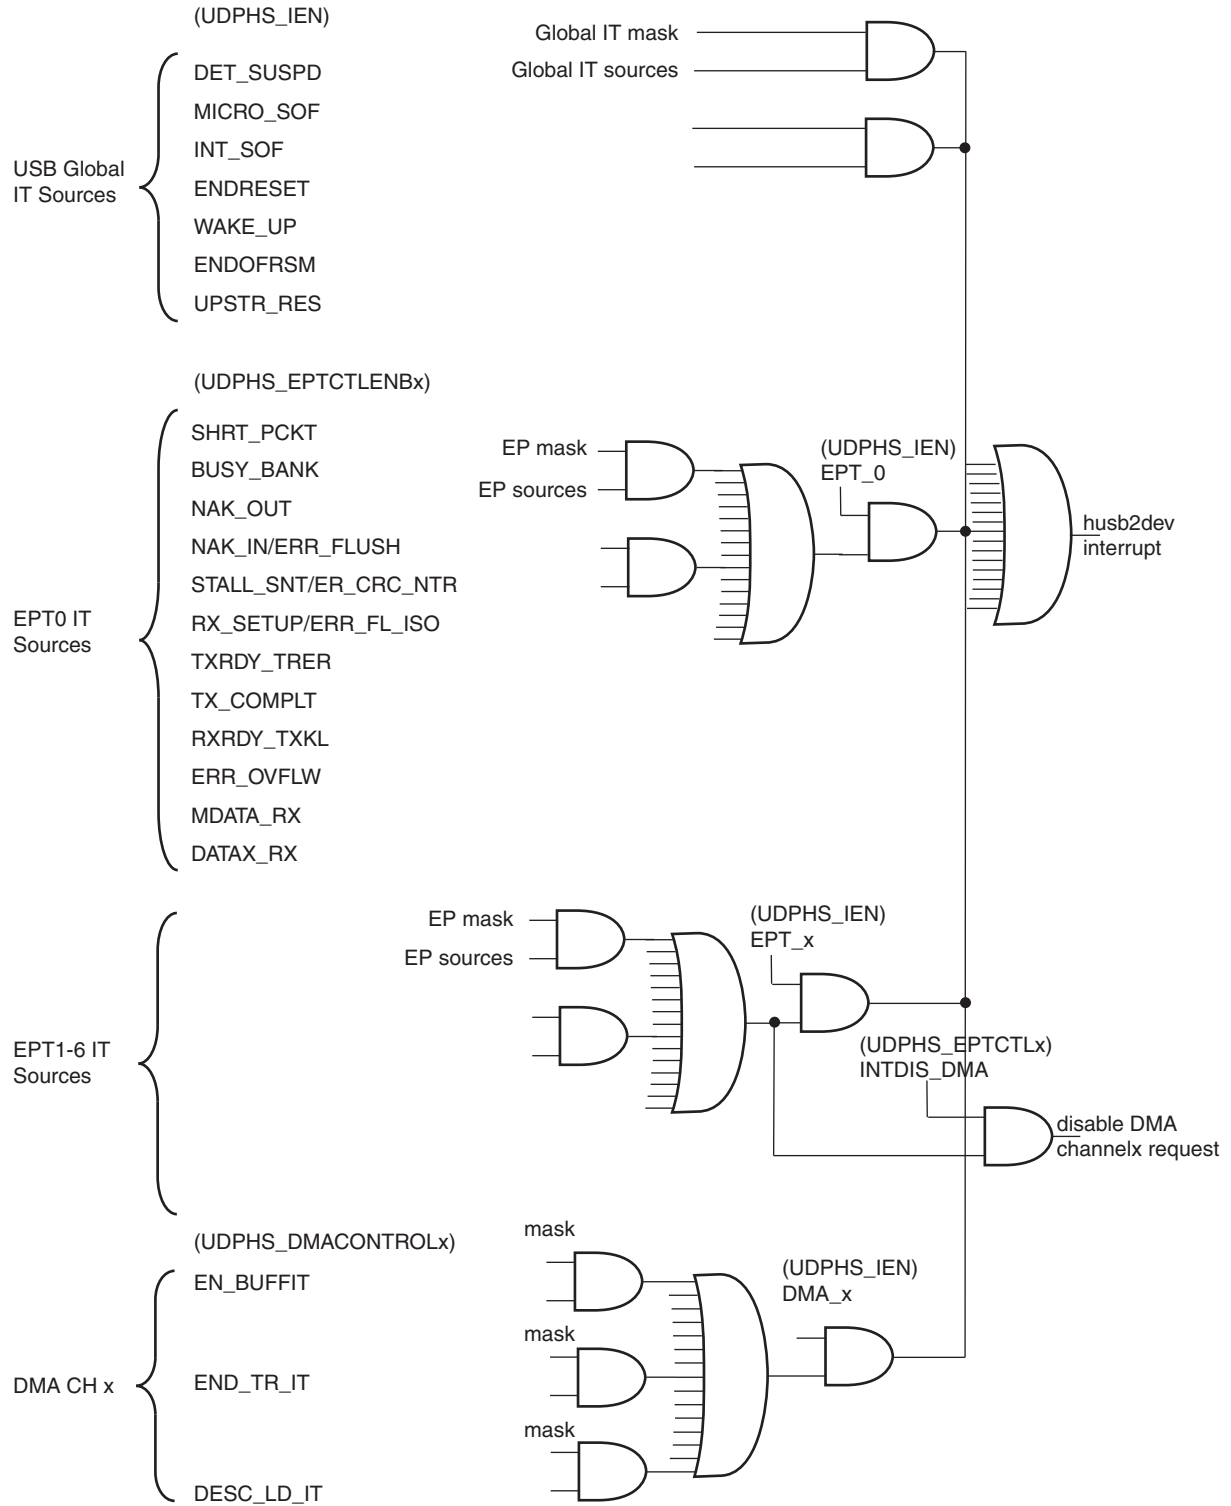 (UDPHS_IEN)
Global IT mask
Global IT sources
DET_SUSPD
MICRO_SOF
INT_SOF
USB Global
IT Sources
ENDRESET
WAKE_UP
ENDOFRSM
UPSTR_RES
(UDPHS_EPTCTLENBx)
SHRT_PCKT
BUSY_BANK
NAK_OUT
NAK_IN/ERR_FLUSH
STALL_SNT/ER_CRC_NTR
EPT0 IT
Sources
RX_SETUP/ERR_FL_ISO
TXRDY_TRER
TX_COMPLT
RXRDY_TXKL
ERR_OVFLW
MDATA_RX
DATAX_RX
EP mask
EP sources
(UDPHS_IEN)
EPT_0
husb2dev
interrupt
EP mask
EP sources
(UDPHS_IEN)
EPT_x
EPT1-6 IT
Sources
(UDPHS_EPTCTLx)
INTDIS_DMA
disable DMA
channelx request
(UDPHS_DMACONTROLx)
mask
EN_BUFFIT
(UDPHS_IEN)
DMA_x
mask
DMA CH x
END_TR_IT
mask
DESC_LD_IT